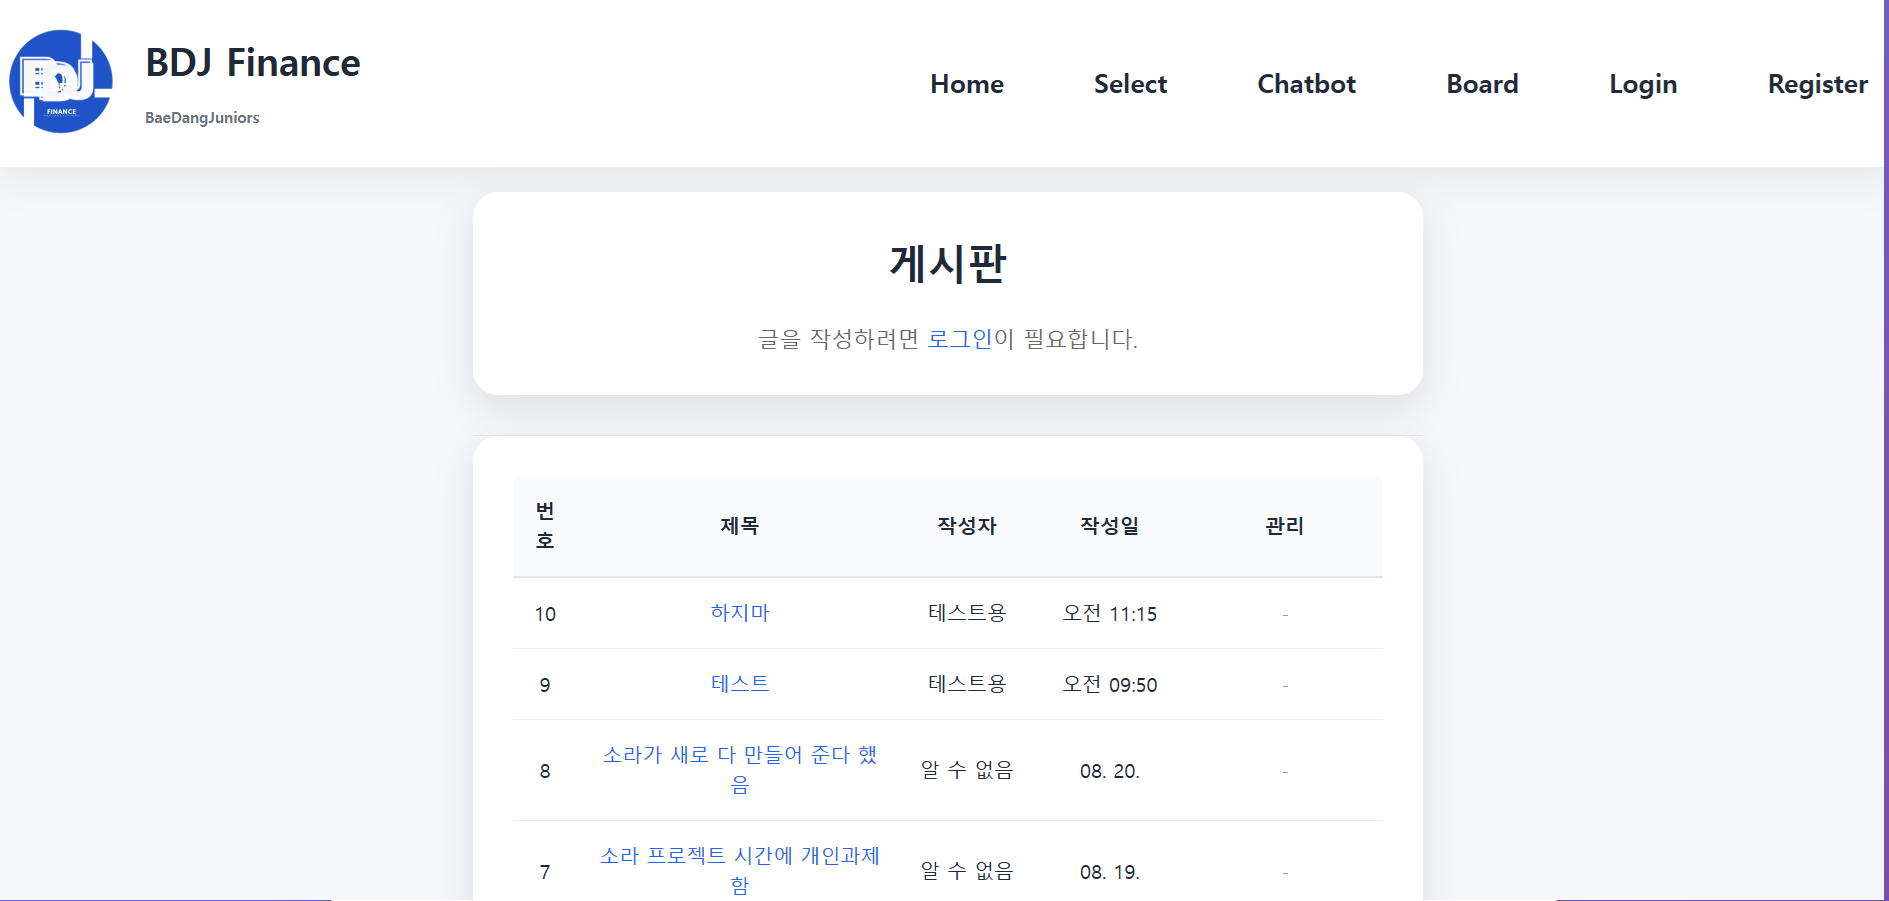 BDJ
FINANCE
BDJ Finance
BaeDangJuniors
Home Select Chatbot Board Login Register
게시판
글을 작성하려면 로그인이 필요합니다.
번
호 제목 작성자 작성일 관리
10 하지마 테스트용 오전 11:15 -
9 테스트 테스트용 오전 09:50 -
8 소라가 새로 다 만들어 준다 했
음 알 수 없음 08. 20. -
7 소라 프로젝트 시간에 개인과제
함 알 수 없음 08. 19. -